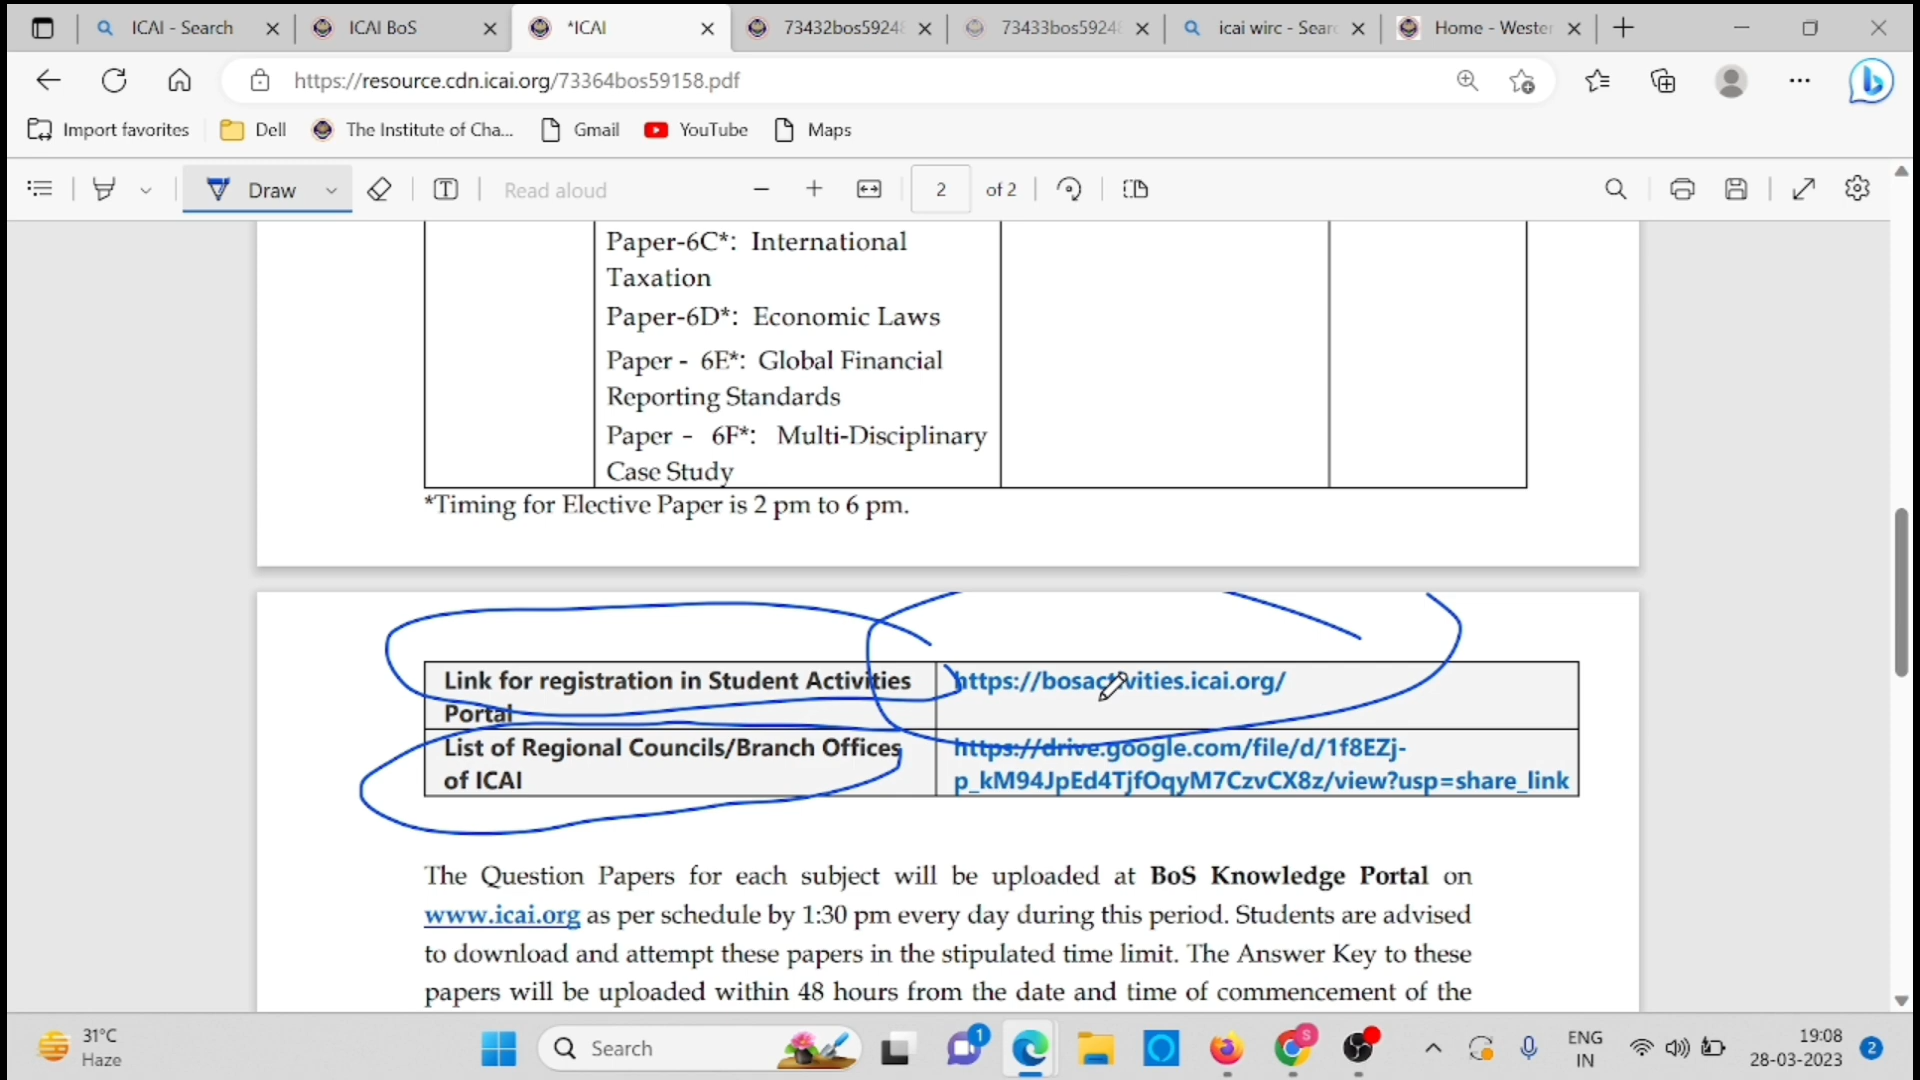 ICAI - Search
ICAI BoS
*ICAI
73432bos5924
73433bos5924
icai wirc - Sear
Home - Wester
https://resource.cdn.icai.org/73364bos59158.pdf
Import favorites
Dell
The Institute of Cha...
Gmail
YouTube
Maps
Draw
Read aloud
2
of 2
Paper-6C*: International
Taxation
Paper-6D*: Economic Laws
Paper - 6E*: Global Financial
Reporting Standards
Paper - 6F*: Multi-Disciplinary
Case Study
*Timing for Elective Paper is 2 pm to 6 pm.
Link for registration in Student Activities
Portal
https://bosactivities.icai.org/
List of Regional Councils/Branch Offices
of ICAI
https://drive.google.com/file/d/1f8EZj-
p_kM94JpEd4TjfOqyM7CzvCX8z/view?usp=share_link
The Question Papers for each subject will be uploaded at BoS Knowledge Portal on
www.icai.org as per schedule by 1:30 pm every day during this period. Students are advised
to download and attempt these papers in the stipulated time limit. The Answer Key to these
papers will be uploaded within 48 hours from the date and time of commencement of the
31°C
Haze
Search
1
S
ENG
IN
19:08
28-03-2023
2